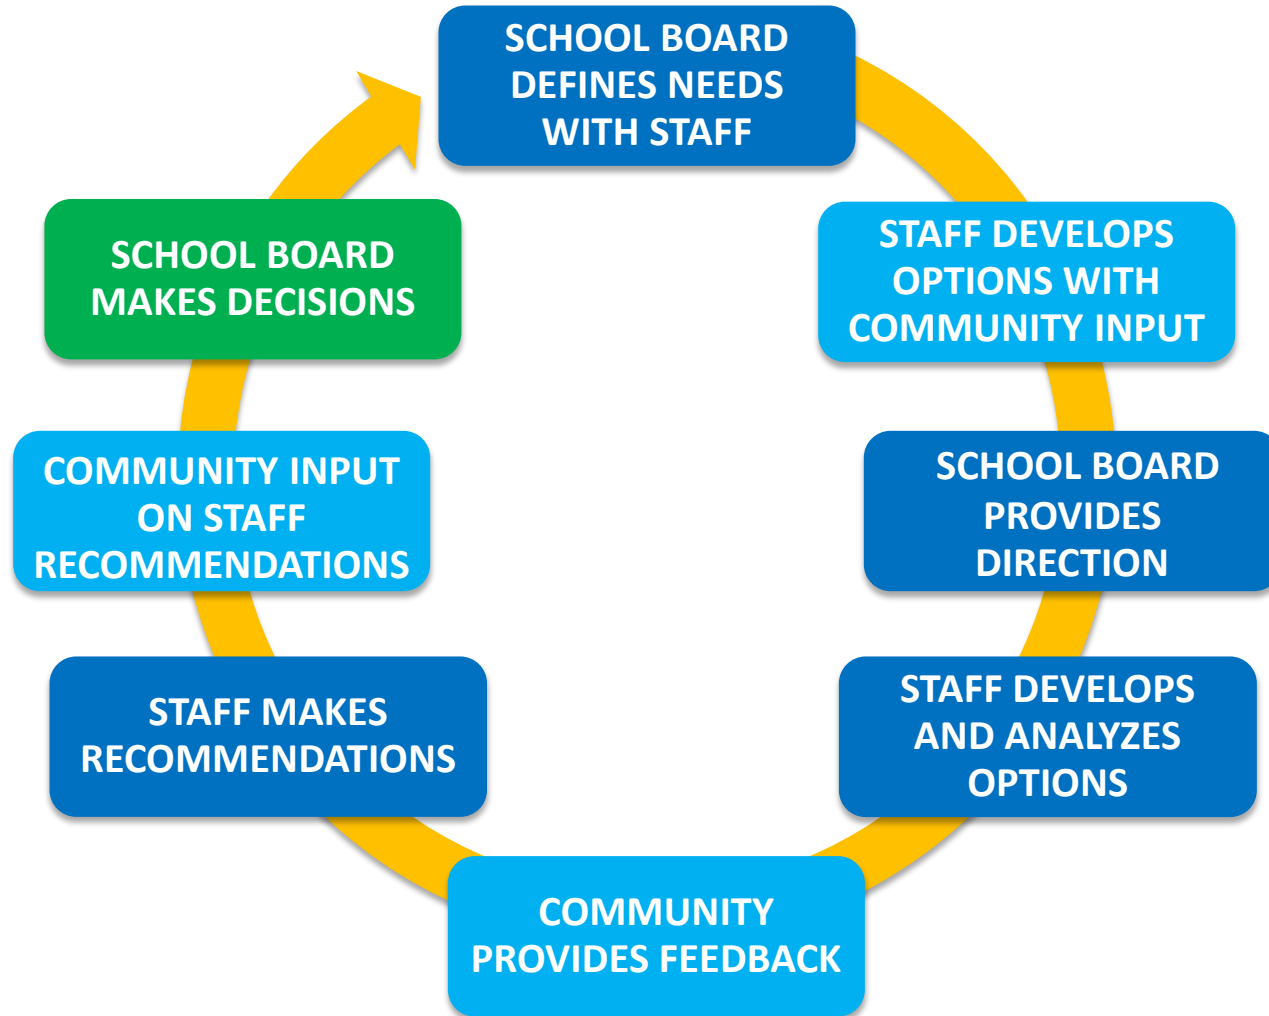 SCHOOL BOARD
DEFINES NEEDS
WITH STAFF
STAFF DEVELOPS
OPTIONS WITH
COMMUNITY INPUT
SCHOOL BOARD
PROVIDES
DIRECTION
STAFF DEVELOPS
AND ANALYZES
OPTIONS
COMMUNITY
PROVIDES FEEDBACK
STAFF MAKES
RECOMMENDATIONS
COMMUNITY INPUT
ON STAFF
RECOMMENDATIONS
SCHOOL BOARD
MAKES DECISIONS